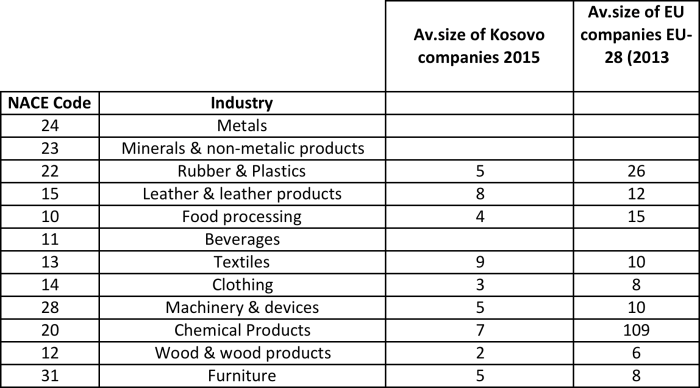 Av.size of Kosovo companies 2015 Av.size of EU companies EU-28 (2013
NACE Code Industry
24 Metals
23 Minerals & non-metalic products
22 Rubber & Plastics 5 26
15 Leather & leather products 8 12
10 Food processing 4 15
11 Beverages
13 Textiles 9 10
14 Clothing 3 8
28 Machinery & devices 5 10
20 Chemical Products 7 109
12 Wood & wood products 2 6
31 Furniture 5 8